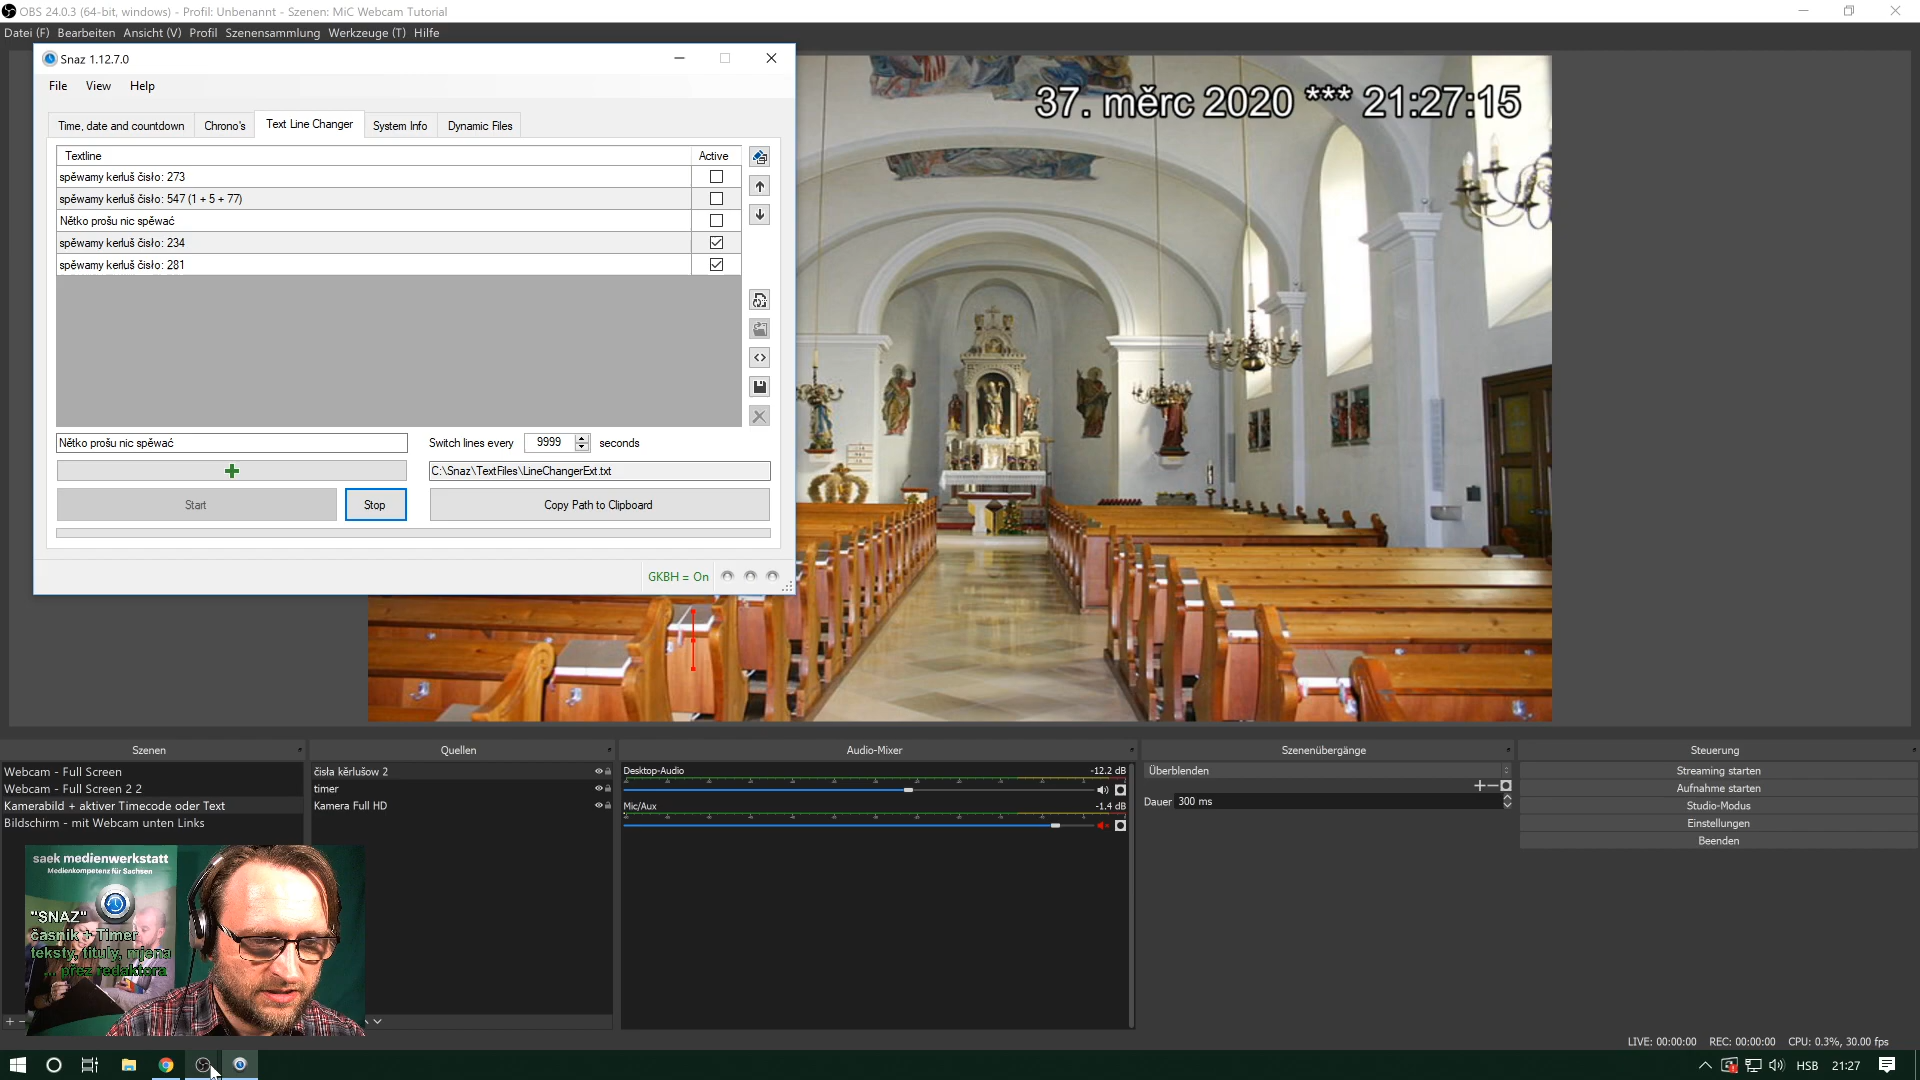 OBS 24.0.3 (64-bit, windows) - Profil: Unbenannt - Szenen: MiC Webcam Tutorial
Datei (F) Bearbeiten Ansicht (V) Profil Szenensammlung Werkzeuge (T) Hilfe
Snaz 1.12.7.0
File View Help
Time, date and countdown Chrono's Text Line Changer System Info Dynamic Files
Textline Active
spěwamy kerluš čisło: 273
spěwamy kerluš čisło: 547 (1 + 5 + 77)
Nětko prošu nic spěwać
spěwamy kerluš čisło: 234
spěwamy kerluš čisło: 281
Nětko prošu nic spěwać
Switch lines every 9999 seconds
C:\Snaz\TextFiles\LineChangerExt.txt
Start Stop Copy Path to Clipboard
GKBH = On
37. měrc 2020 *** 21:27:15
Szenen Quellen Audio-Mixer Szenenübergänge Steuerung
Webcam - Full Screen
Webcam - Full Screen 2 2
Kamerabild + aktiver Timecode oder Text
Bildschirm - mit Webcam unten Links
čisła kěrlušow 2
timer
Kamera Full HD
Desktop-Audio -12.2 dB
Mic/Aux -1.4 dB
Überblenden
Dauer 300 ms
Streaming starten
Aufnahme starten
Studio-Modus
Einstellungen
Beenden
saek medienwerkstatt
Medienkompetenz für Sachsen
"SNAZ"
časnik + Timer
teksty, tituly, mjena
... přez redaktora
LIVE: 00:00:00 REC: 00:00:00 CPU: 0.3%, 30.00 fps
HSB 21:27